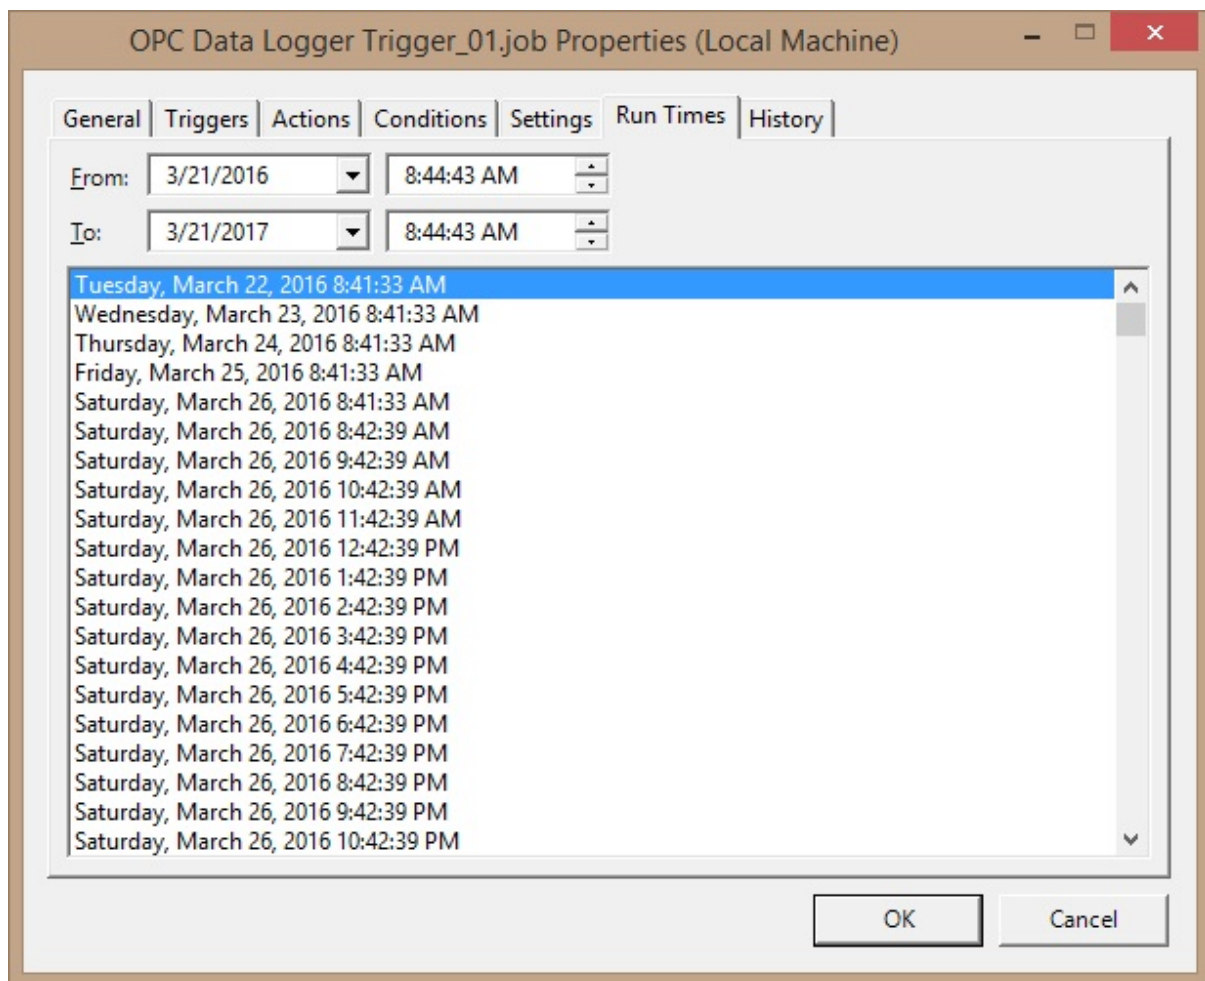 OPC Data Logger Trigger_01.job Properties (Local Machine)
General Triggers Actions Conditions Settings Run Times History
From: 3/21/2016 8:44:43 AM
To: 3/21/2017 8:44:43 AM
Tuesday, March 22, 2016 8:41:33 AM
Wednesday, March 23, 2016 8:41:33 AM
Thursday, March 24, 2016 8:41:33 AM
Friday, March 25, 2016 8:41:33 AM
Saturday, March 26, 2016 8:41:33 AM
Saturday, March 26, 2016 8:42:39 AM
Saturday, March 26, 2016 9:42:39 AM
Saturday, March 26, 2016 10:42:39 AM
Saturday, March 26, 2016 11:42:39 AM
Saturday, March 26, 2016 12:42:39 PM
Saturday, March 26, 2016 1:42:39 PM
Saturday, March 26, 2016 2:42:39 PM
Saturday, March 26, 2016 3:42:39 PM
Saturday, March 26, 2016 4:42:39 PM
Saturday, March 26, 2016 5:42:39 PM
Saturday, March 26, 2016 6:42:39 PM
Saturday, March 26, 2016 7:42:39 PM
Saturday, March 26, 2016 8:42:39 PM
Saturday, March 26, 2016 9:42:39 PM
Saturday, March 26, 2016 10:42:39 PM
OK Cancel